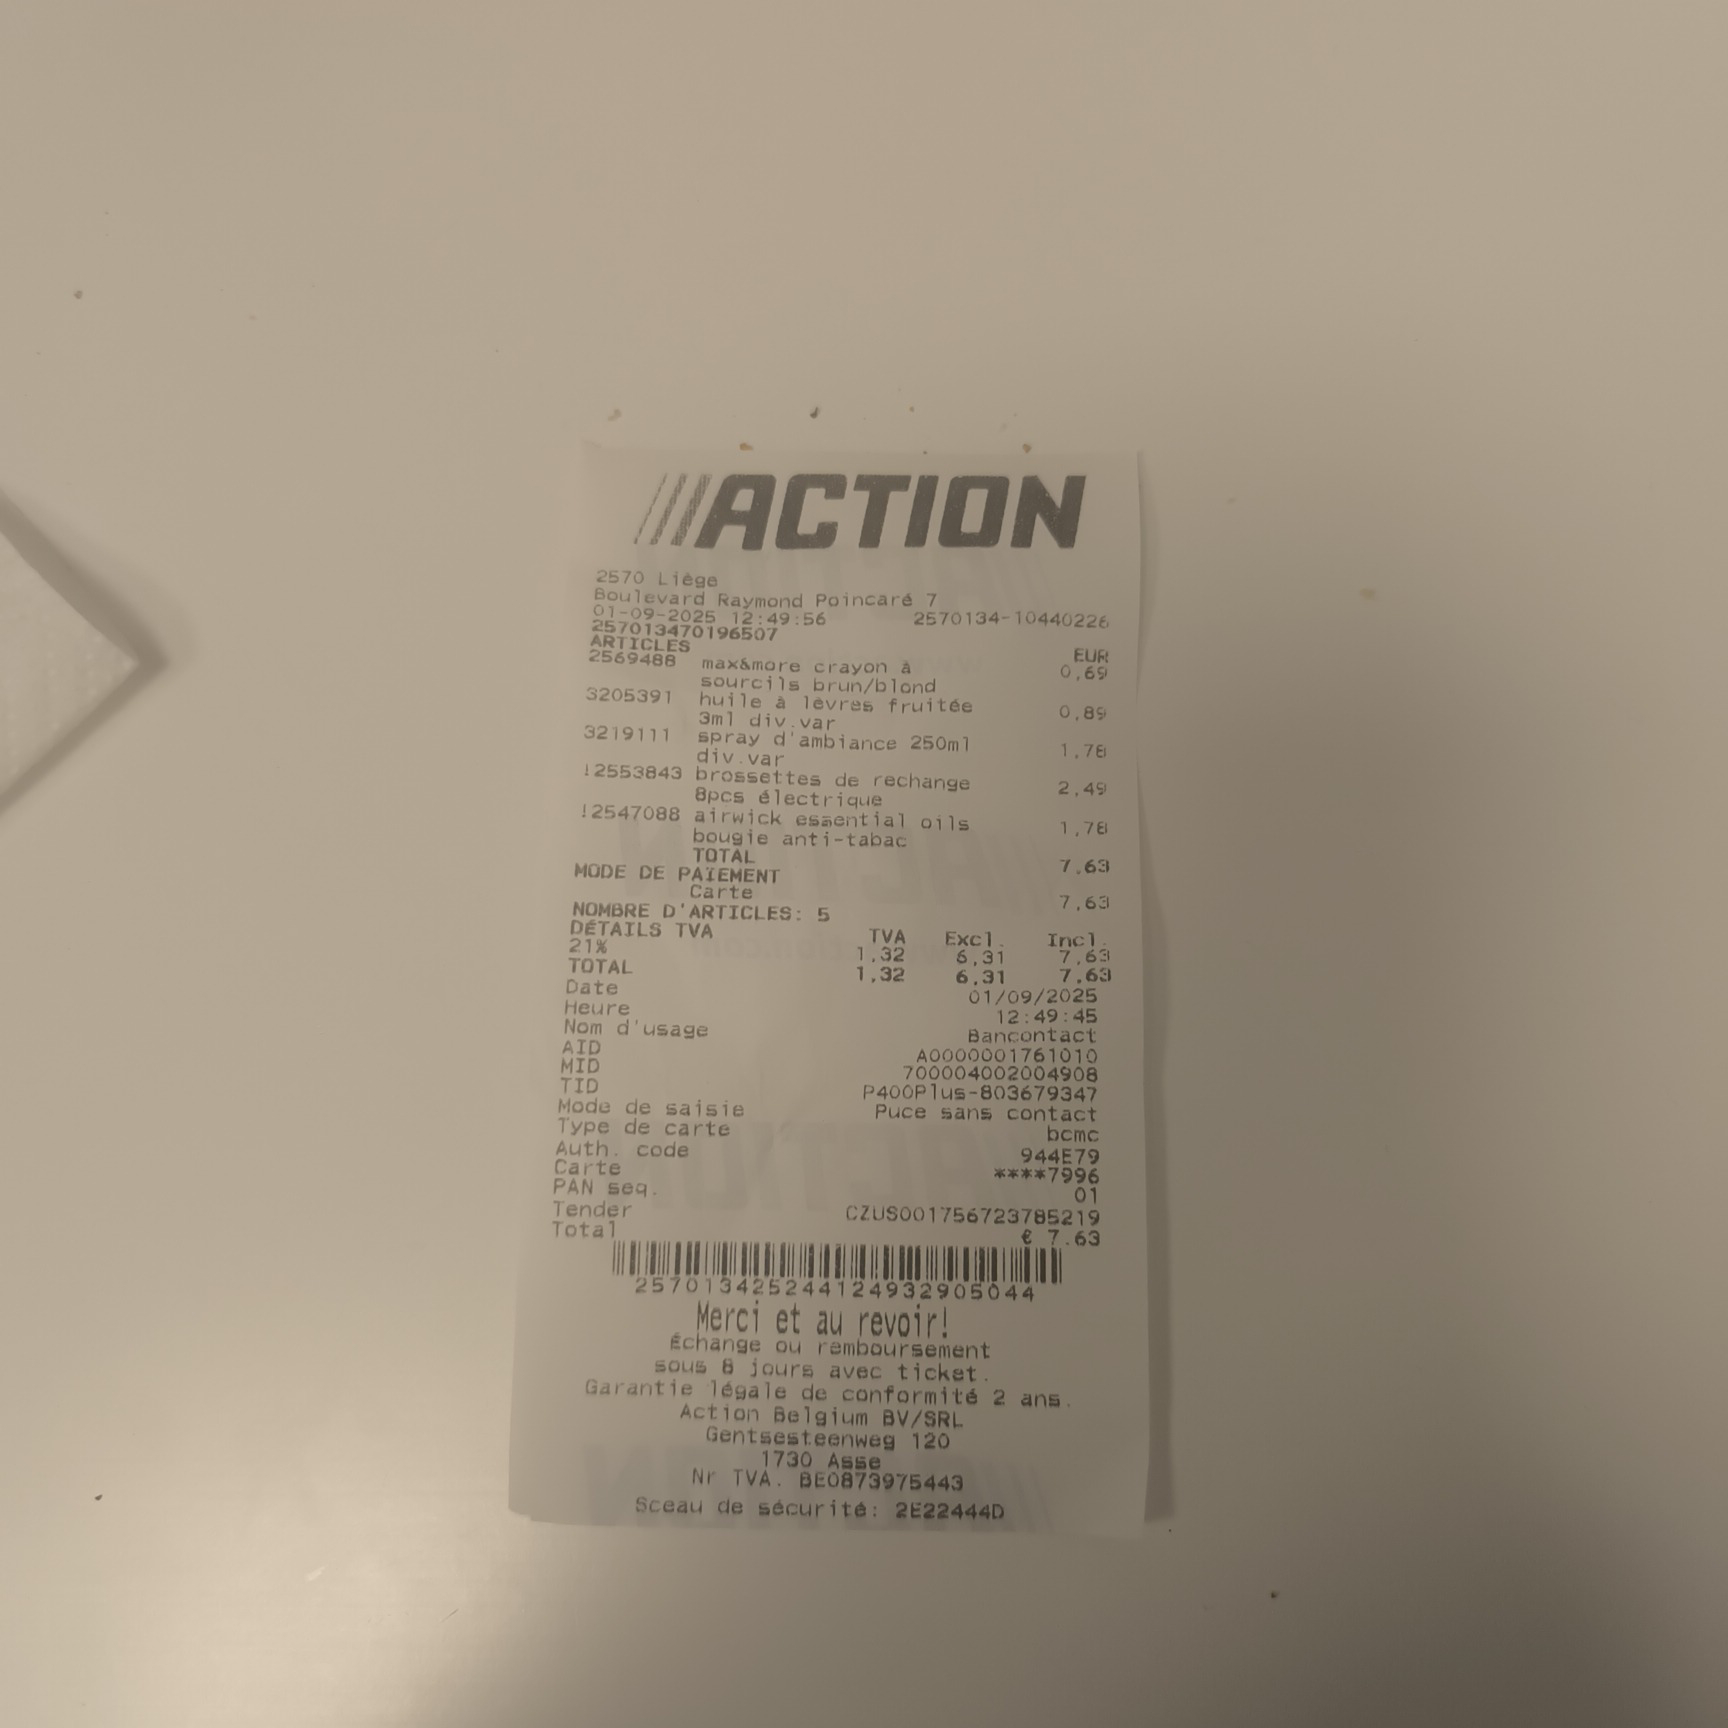 ///ACTION
2570 Liège
Boulevard Raymond Poincaré 7
01-09-2025 12:49:56 2570134-10440226
257013470196507
ARTICLES EUR
2569488 max&more crayon à 0,69
sourcils brun/blond
3205391 huile à lèvres fruitée 0,89
3ml div.var
3219111 spray d'ambiance 250ml 1,78
div.var
!2553843 brossettes de rechange 2,49
8pcs électrique
!2547088 airwick essential oils 1,78
bougie anti-tabac
TOTAL 7,63
MODE DE PAIEMENT
Carte 7,63
NOMBRE D'ARTICLES: 5
DÉTAILS TVA TVA Excl. Incl.
21% 1,32 6,31 7,63
TOTAL 1,32 6,31 7,63
Date 01/09/2025
Heure 12:49:45
Nom d'usage Bancontact
AID A0000001761010
MID 700004002004908
TID P400Plus-803679347
Mode de saisie Puce sans contact
Type de carte bcmc
Auth. code 944E79
Carte ****7996
PAN seq. 01
Tender CZUS001756723785219
Total € 7.63
257013425244124932905044
Merci et au revoir!
Échange ou remboursement
sous 8 jours avec ticket.
Garantie légale de conformité 2 ans.
Action Belgium BV/SRL
Gentsesteenweg 120
1730 Asse
Nr TVA. BE0873975443
Sceau de sécurité: 2E22444D